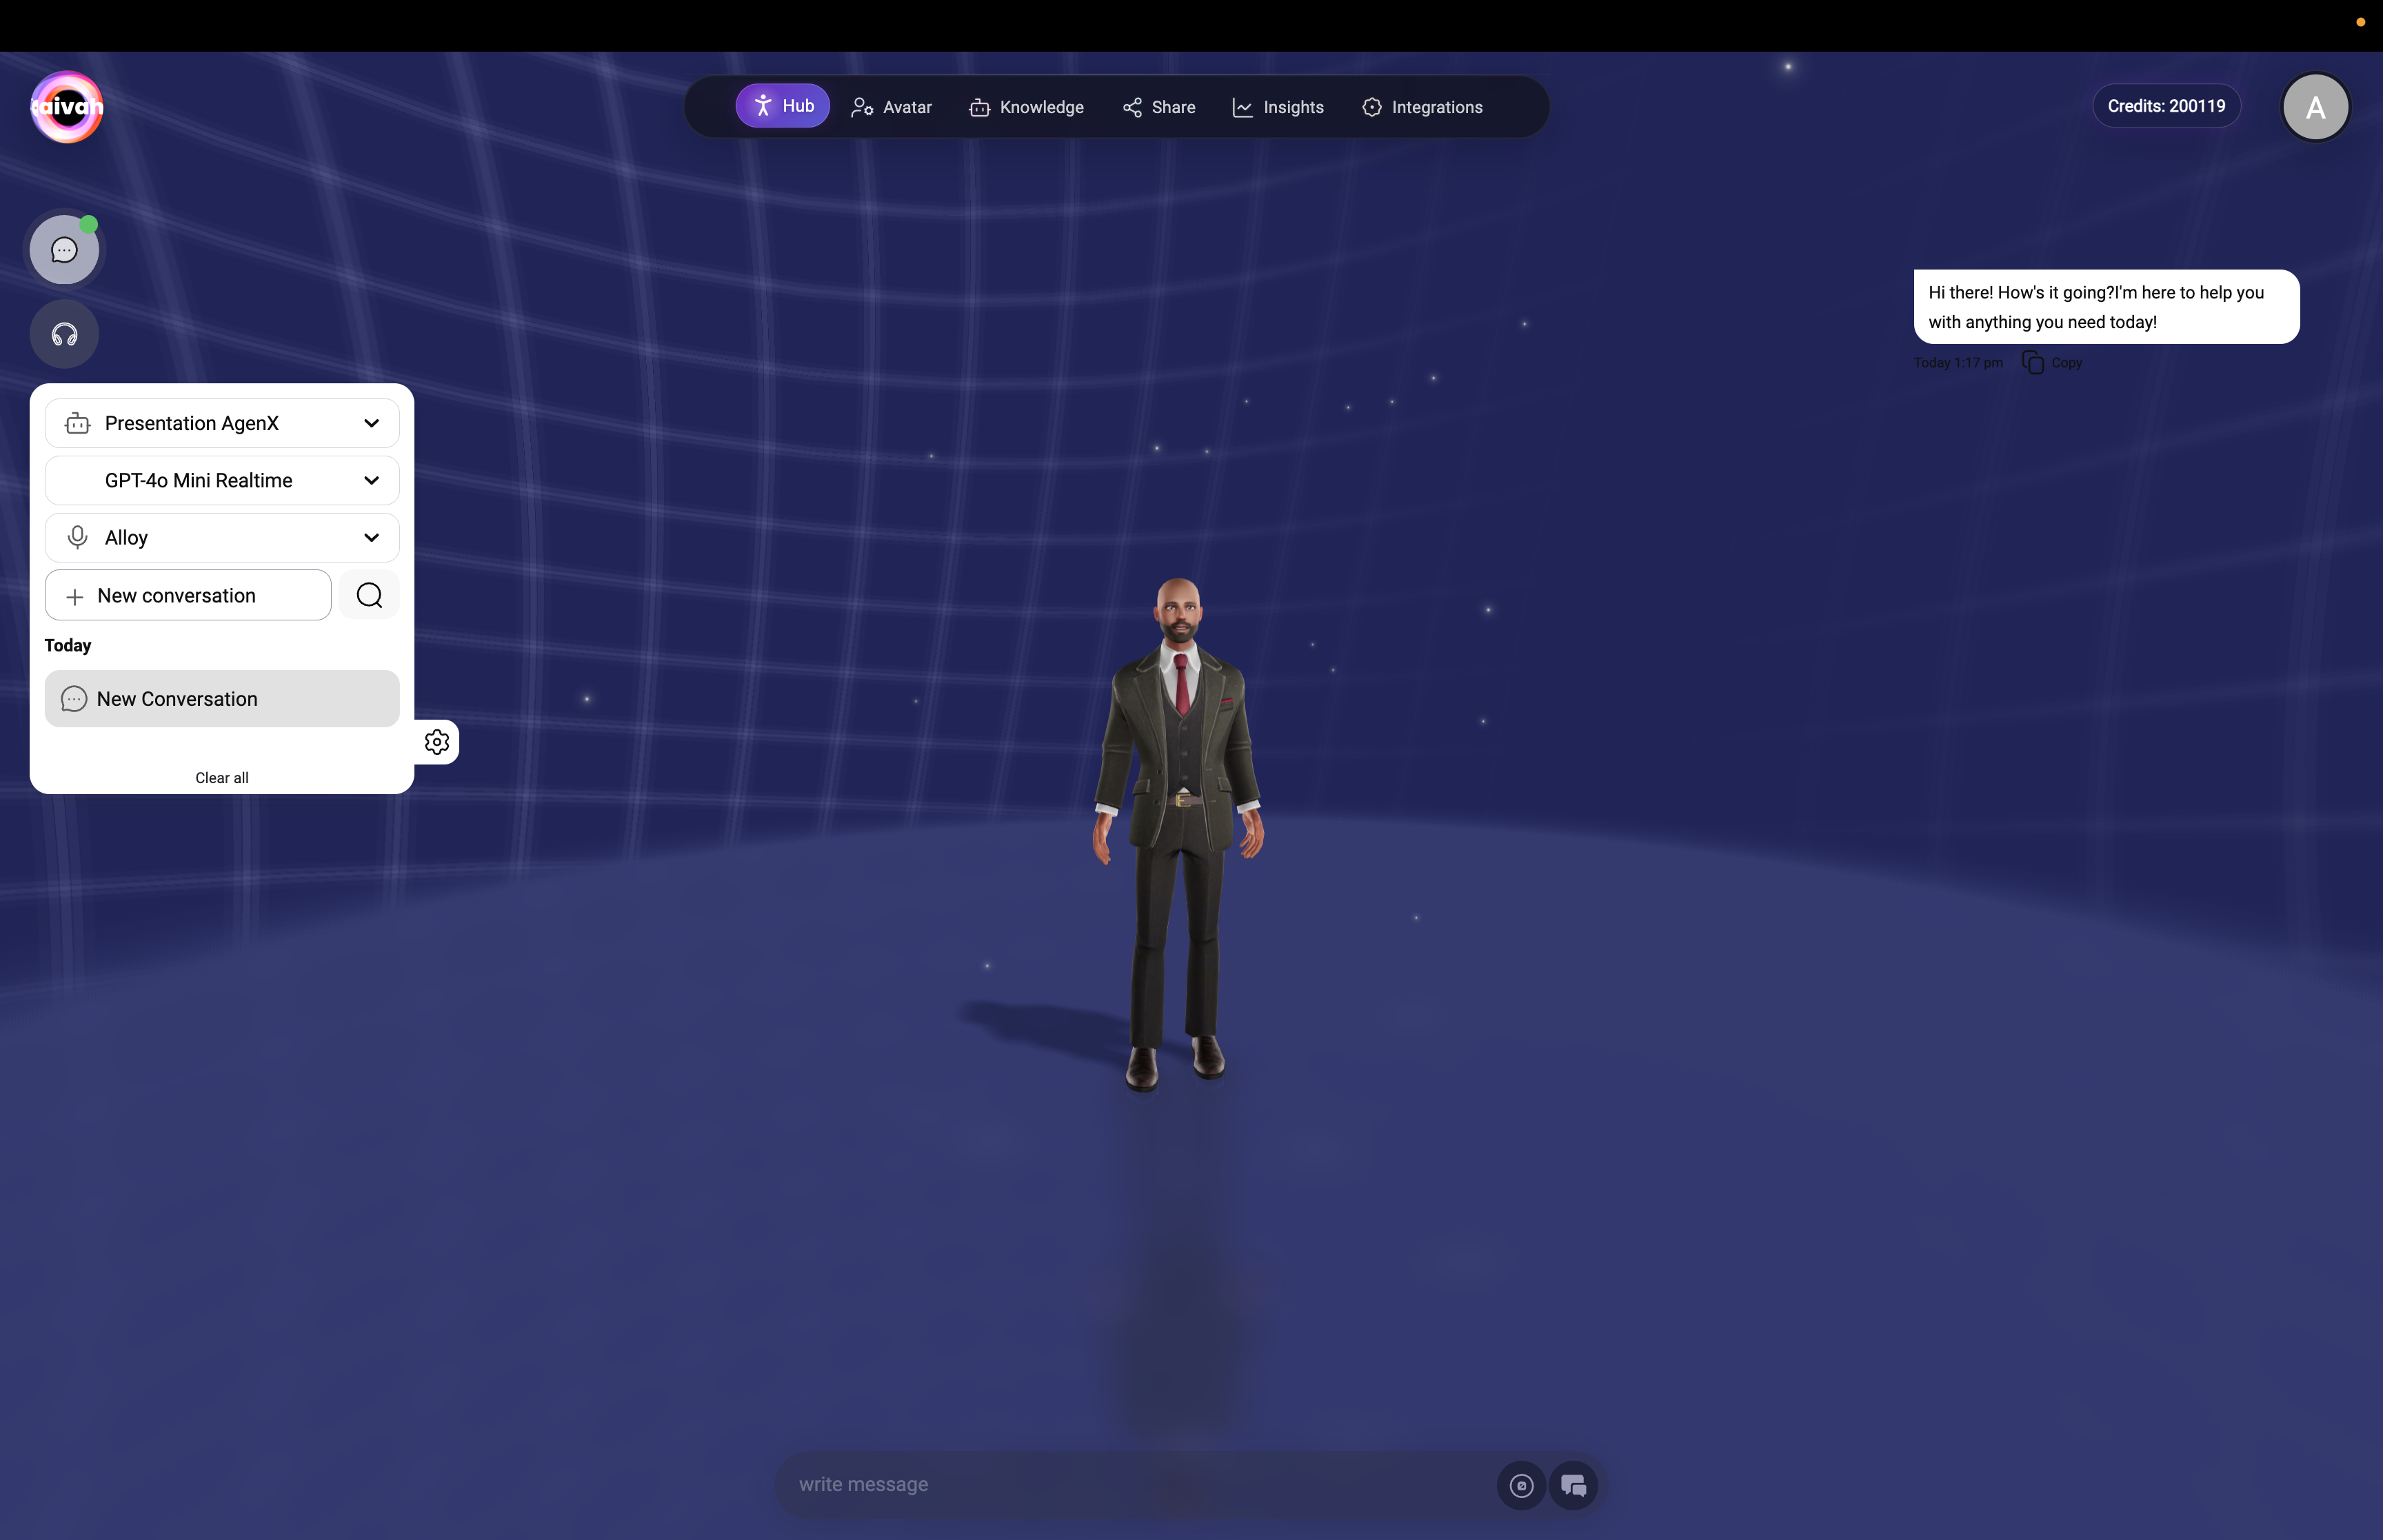 aivah
Hub
Avatar
Knowledge
Share
Insights
Integrations
Credits: 200119
A
Hi there! How's it going?I'm here to help you
with anything you need today!
Today 1:17 pm
Copy
Presentation AgenX
GPT-4o Mini Realtime
Alloy
New conversation
Today
New Conversation
Clear all
write message